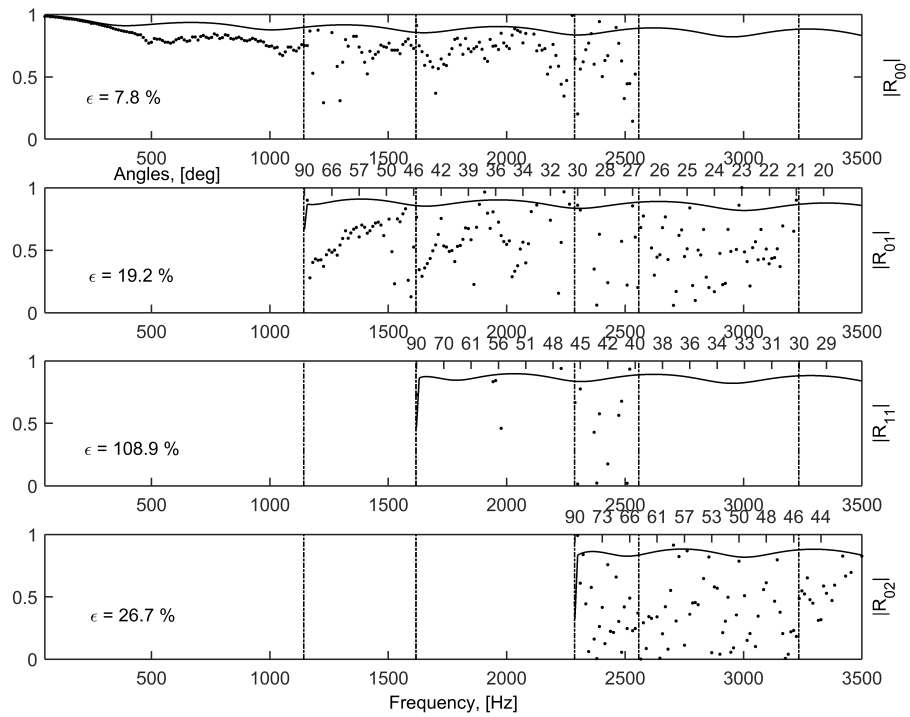 1
0.5
0
ϵ = 7.8 %
|R00|
500 1000 1500 2000 2500 3000 3500
Angles, [deg] 90 66 57 50 46 42 39 36 34 32 30 28 27 26 25 24 23 22 21 20
1
0.5
0
ϵ = 19.2 %
|R01|
500 1000 1500 2000 2500 3000 3500
90 70 61 56 51 48 45 42 40 38 36 34 33 31 30 29
1
0.5
0
ϵ = 108.9 %
|R11|
500 1000 1500 2000 2500 3000 3500
90 73 66 61 57 53 50 48 46 44
1
0.5
0
ϵ = 26.7 %
|R02|
500 1000 1500 2000 2500 3000 3500
Frequency, [Hz]